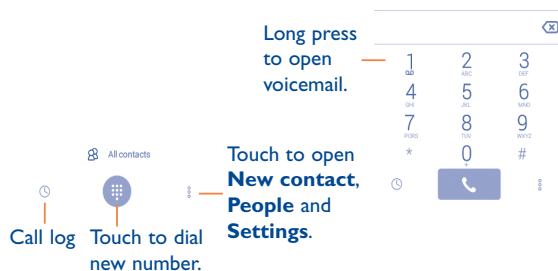 Long press
to open
voicemail.
1 2 3
ABC DEF
4 5 6
GHI JKL MNO
7 8 9
PQRS TUV WXYZ
* 0 #
+
All contacts
Touch to open
New contact,
People and
Settings.
Call log
Touch to dial
new number.